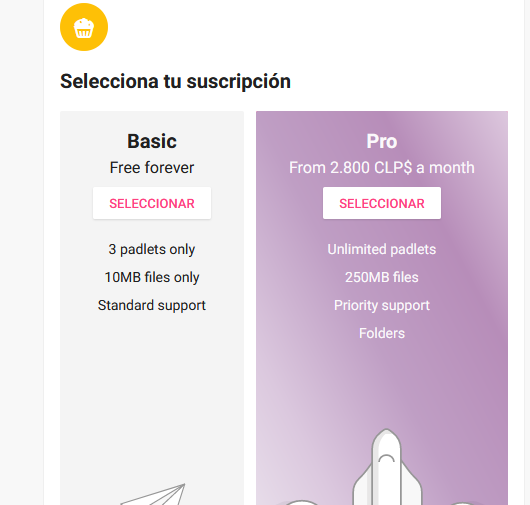 Selecciona tu suscripción
Basic
Free forever
SELECCIONAR
3 padlets only
10MB files only
Standard support
Pro
From 2.800 CLP$ a month
SELECCIONAR
Unlimited padlets
250MB files
Priority support
Folders